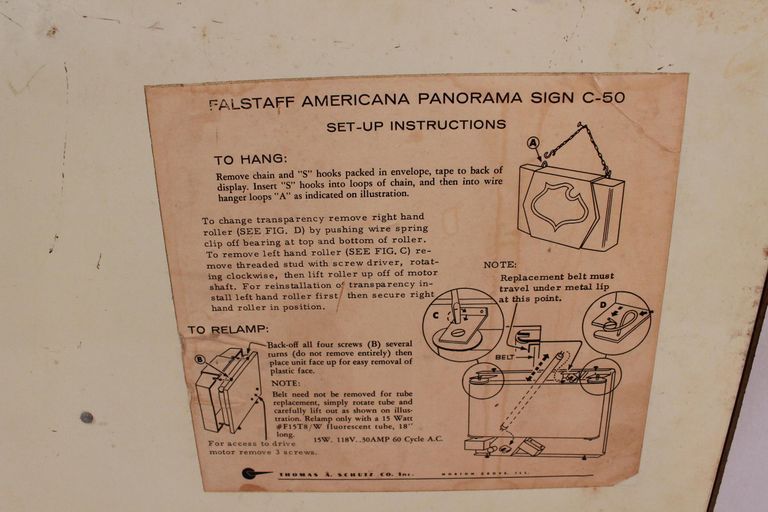 FALSTAFF AMERICANA PANORAMA SIGN C-50
SET-UP INSTRUCTIONS
TO HANG:
Remove chain and "S" hooks packed in envelope, tape to back of
display. Insert "S" hooks into loops of chain, and then into wire
hanger loops "A" as indicated on illustration.
A
To change transparency remove right hand
roller (SEE FIG. D) by pushing wire spring
clip off bearing at top and bottom of roller.
To remove left hand roller (SEE FIG. C) re-
move threaded stud with screw driver, rotat-
ing clockwise, then lift roller up off of motor
shaft. For reinstallation of transparency in-
stall left hand roller first then secure right
hand roller in position.
NOTE:
Replacement belt must
travel under metal lip
at this point.
C
D
BELT
TO RELAMP:
B
Back-off all four screws (B) several
turns (do not remove entirely) then
place unit face up for easy removal of
plastic face.
NOTE:
Belt need not be removed for tube
replacement, simply rotate tube and
carefully lift out as shown on illus-
tration. Relamp only with a 15 Watt
#F15T8/W fluorescent tube, 18"
long.
15W. 118V..30AMP 60 Cycle A.C.
For access to drive
motor remove 3 screws.
THOMAS A. SCHUTZ CO. Inc. MORTON GROVE, ILL.